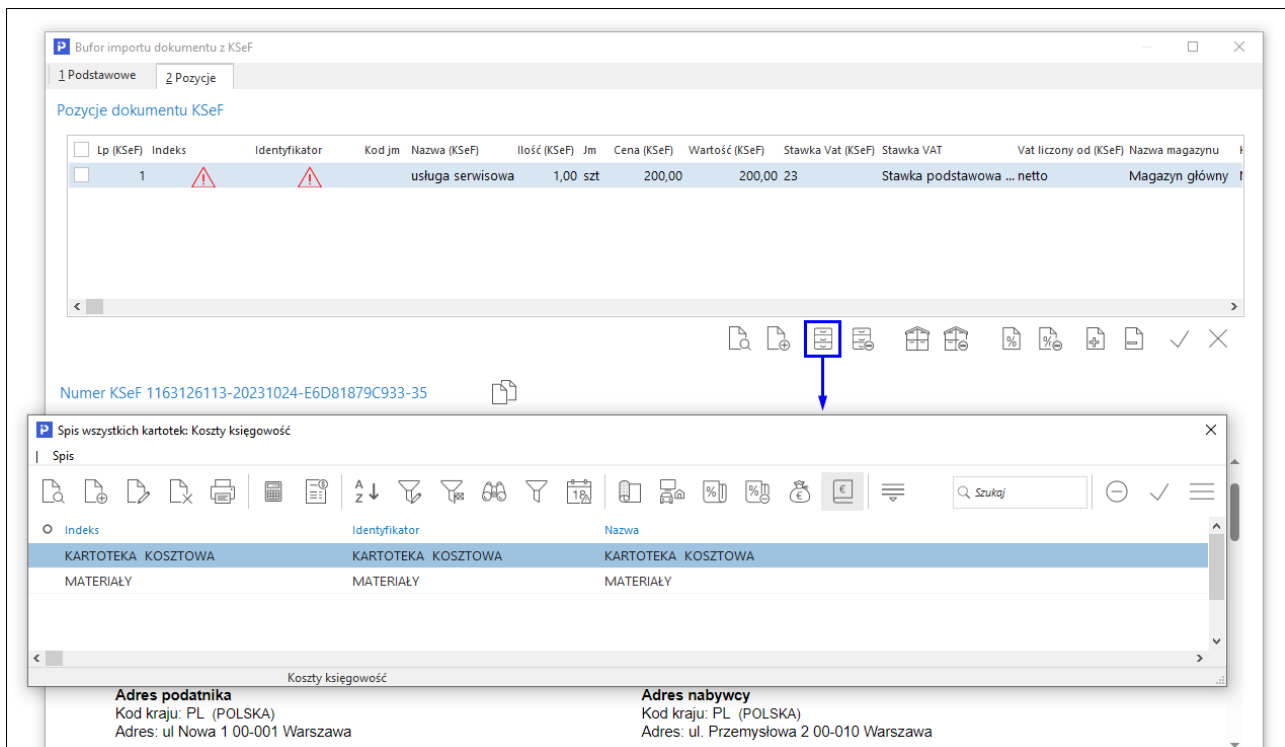 Bufor importu dokumentu z KSeF
1 Podstawowe 2 Pozycje
Pozycje dokumentu KSeF
Lp (KSeF) Indeks Identyfikator Kod jm Nazwa (KSeF) Ilość (KSeF) Jm Cena (KSeF) Wartość (KSeF) Stawka Vat (KSeF) Stawka VAT Vat liczony od (KSeF) Nazwa magazynu
1 usługa serwisowa 1,00 szt 200,00 200,00 23 Stawka podstawowa ... netto Magazyn główny
Numer KSeF 1163126113-20231024-E6D81879C933-35
Spis wszystkich kartotek: Koszty księgowość
Spis
Szukaj
Indeks Identyfikator Nazwa
KARTOTEKA KOSZTOWA KARTOTEKA KOSZTOWA KARTOTEKA KOSZTOWA
MATERIAŁY MATERIAŁY MATERIAŁY
Koszty księgowość
Adres podatnika Adres nabywcy
Kod kraju: PL (POLSKA) Kod kraju: PL (POLSKA)
Adres: ul Nowa 1 00-001 Warszawa Adres: ul. Przemysłowa 2 00-010 Warszawa